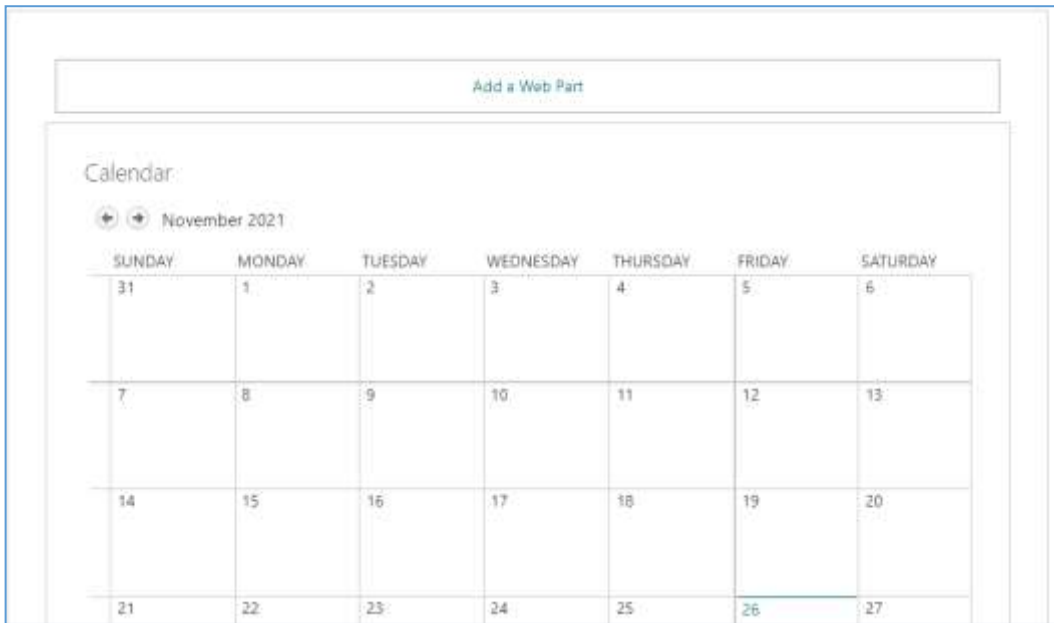 Add a Web Part
Calendar
November 2021
SUNDAY MONDAY TUESDAY WEDNESDAY THURSDAY FRIDAY SATURDAY
31 1 2 3 4 5 6
7 8 9 10 11 12 13
14 15 16 17 18 19 20
21 22 23 24 25 26 27